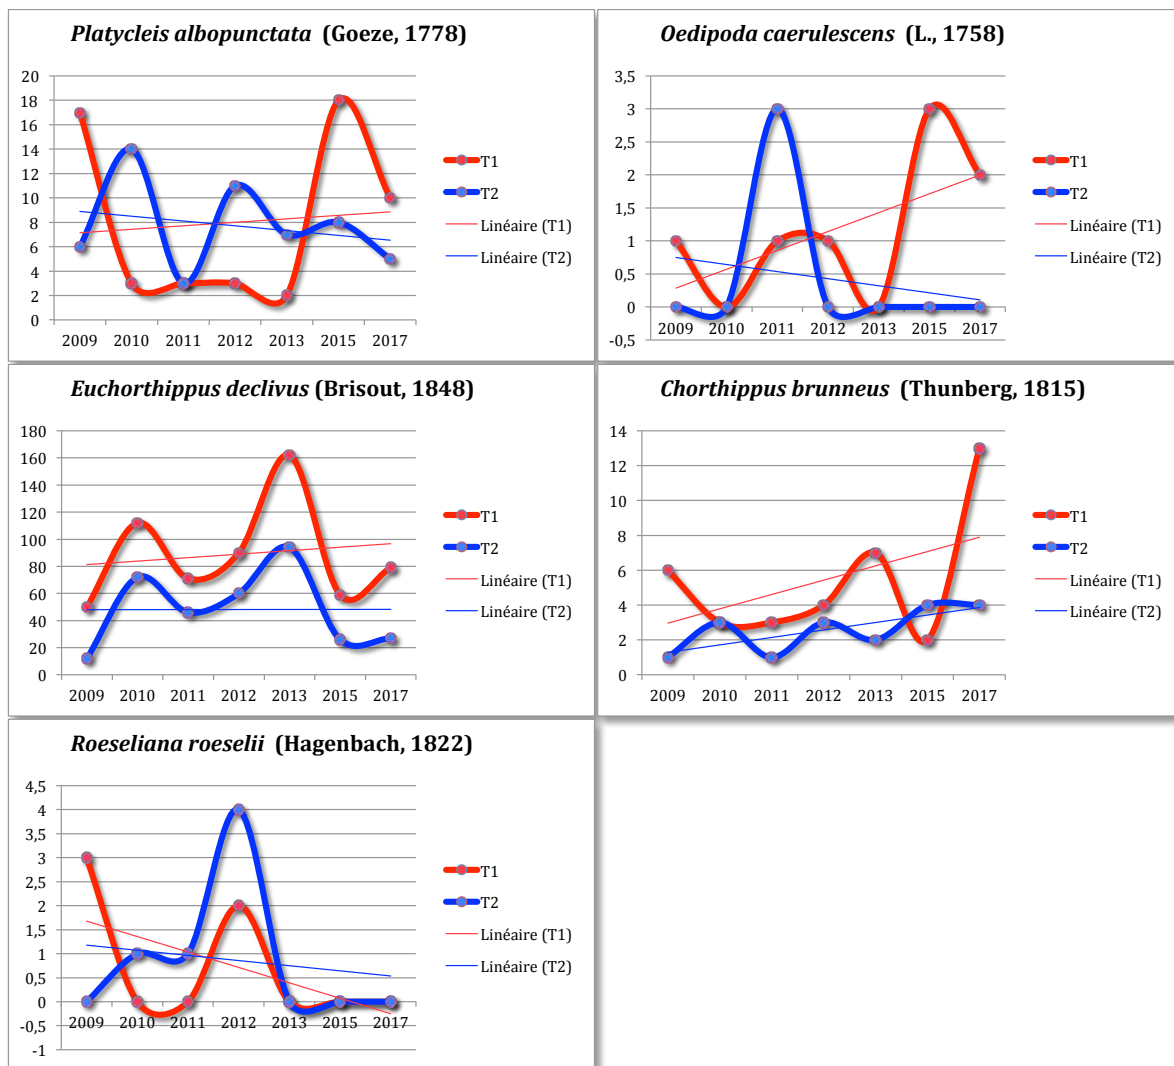 Platycleis albopunctata (Goeze, 1778)
20
18
16
14
12
10
8
6
4
2
0
2009 2010 2011 2012 2013 2015 2017
T1
T2
Linéaire (T1)
Linéaire (T2)
Oedipoda caerulescens (L., 1758)
3,5
3
2,5
2
1,5
1
0,5
0
-0,5
2009 2010 2011 2012 2013 2015 2017
T1
T2
Linéaire (T1)
Linéaire (T2)
Euchorthippus declivus (Brisout, 1848)
180
160
140
120
100
80
60
40
20
0
2009 2010 2011 2012 2013 2015 2017
T1
T2
Linéaire (T1)
Linéaire (T2)
Chorthippus brunneus (Thunberg, 1815)
14
12
10
8
6
4
2
0
2009 2010 2011 2012 2013 2015 2017
T1
T2
Linéaire (T1)
Linéaire (T2)
Roeseliana roeselii (Hagenbach, 1822)
4,5
4
3,5
3
2,5
2
1,5
1
0,5
0
-0,5
-1
2009 2010 2011 2012 2013 2015 2017
T1
T2
Linéaire (T1)
Linéaire (T2)